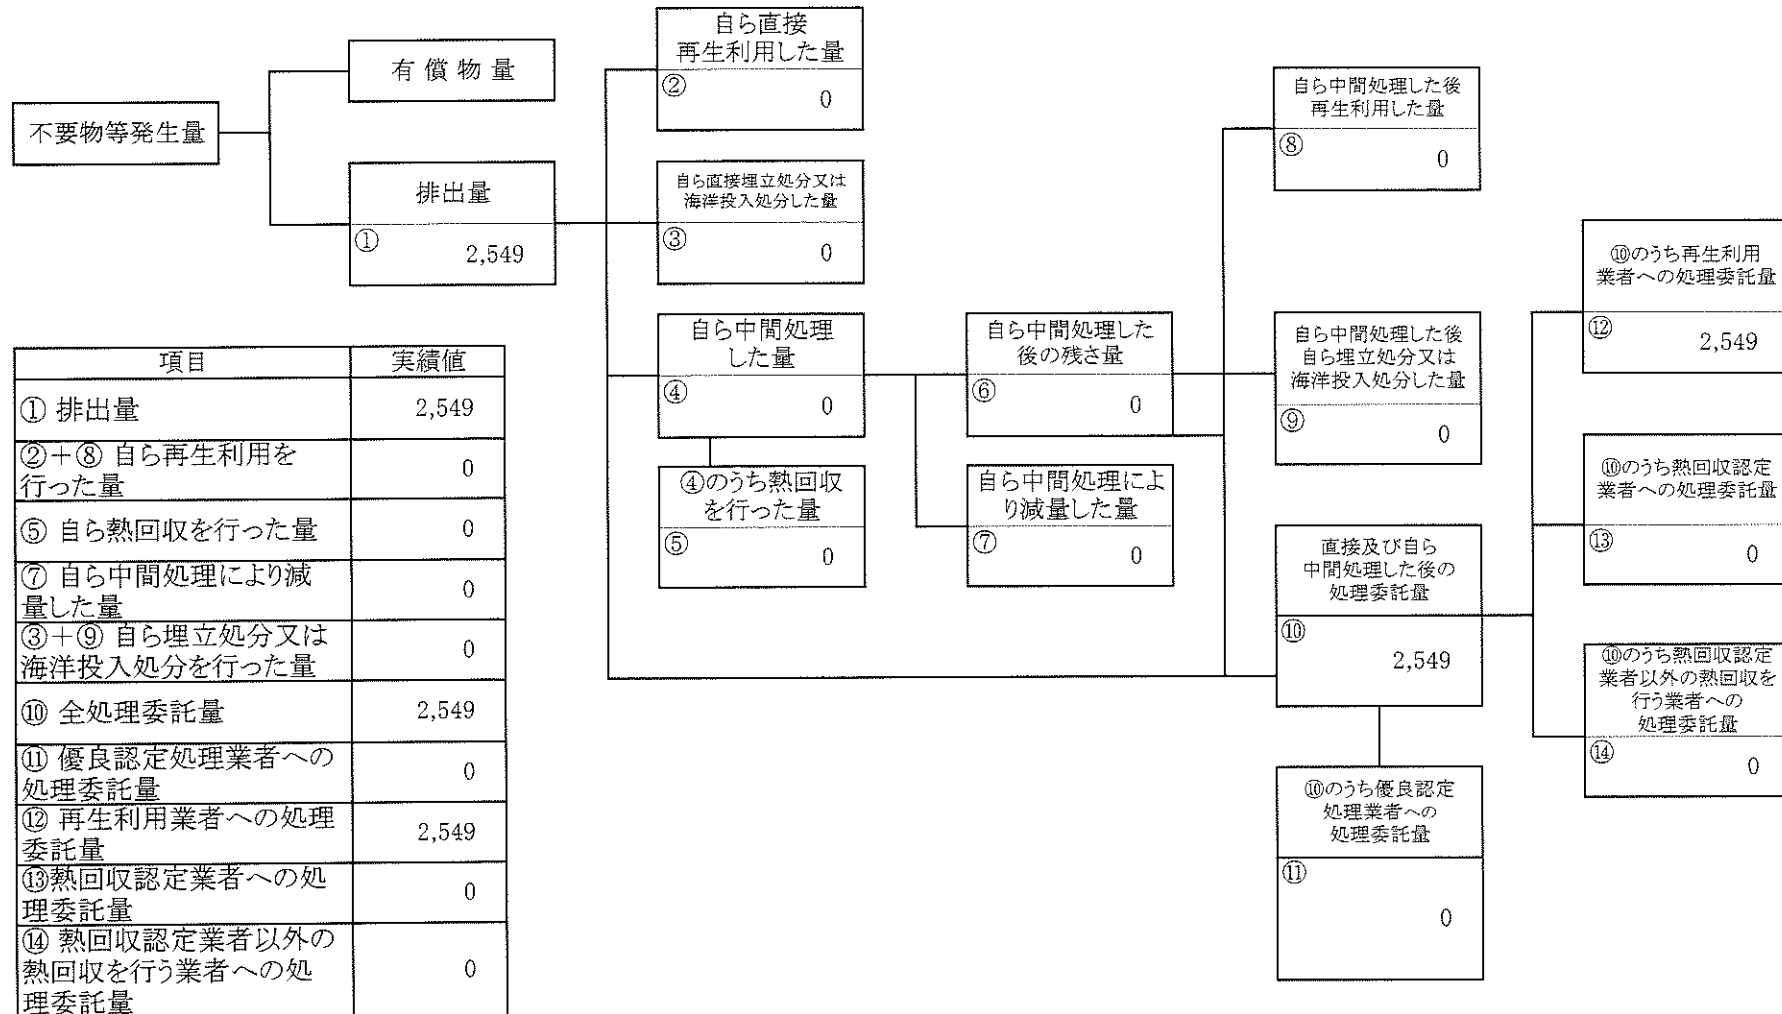 不要物等発生量
有 償 物 量
排出量
①
2,549
自ら直接
再生利用した量
②
0
自ら直接埋立処分又は
海洋投入処分した量
③
0
自ら中間処理
した量
④
0
④のうち熱回収
を行った量
⑤
0
自ら中間処理した
後の残さ量
⑥
0
自ら中間処理によ
り減量した量
⑦
0
自ら中間処理した後
再生利用した量
⑧
0
自ら中間処理した後
自ら埋立処分又は
海洋投入処分した量
⑨
0
直接及び自ら
中間処理した後の
処理委託量
⑩
2,549
⑩のうち優良認定
処理業者への
処理委託量
⑪
0
⑩のうち再生利用
業者への処理委託量
⑫
2,549
⑩のうち熱回収認定
業者への処理委託量
⑬
0
⑩のうち熱回収認定
業者以外の熱回収を
行う業者への
処理委託量
⑭
0
項目 実績値
① 排出量 2,549
②+⑧ 自ら再生利用を
行った量 0
⑤ 自ら熱回収を行った量 0
⑦ 自ら中間処理により減
量した量 0
③+⑨ 自ら埋立処分又は
海洋投入処分を行った量 0
⑩ 全処理委託量 2,549
⑪ 優良認定処理業者への
処理委託量 0
⑫ 再生利用業者への処理
委託量 2,549
⑬熱回収認定業者への処
理委託量 0
⑭ 熱回収認定業者以外の
熱回収を行う業者への処
理委託量 0